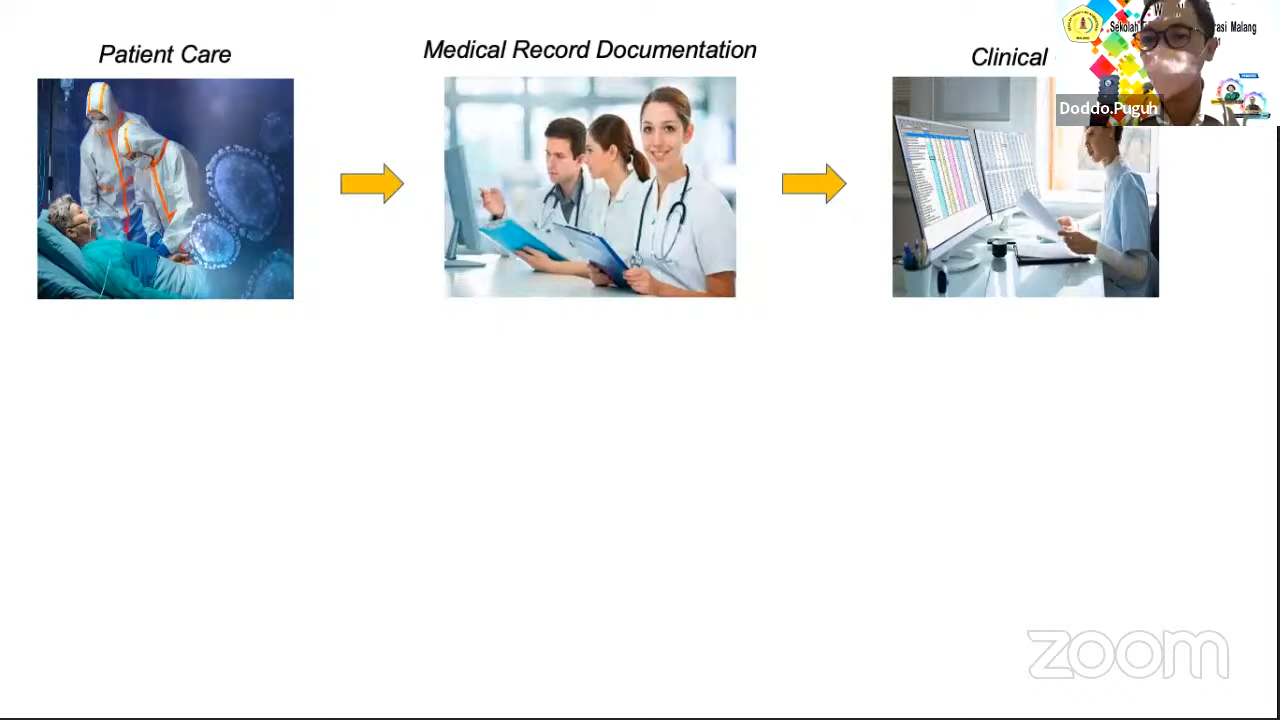 Patient Care
Medical Record Documentation
Clinical
Malang
Doddo.Puguh
zoom